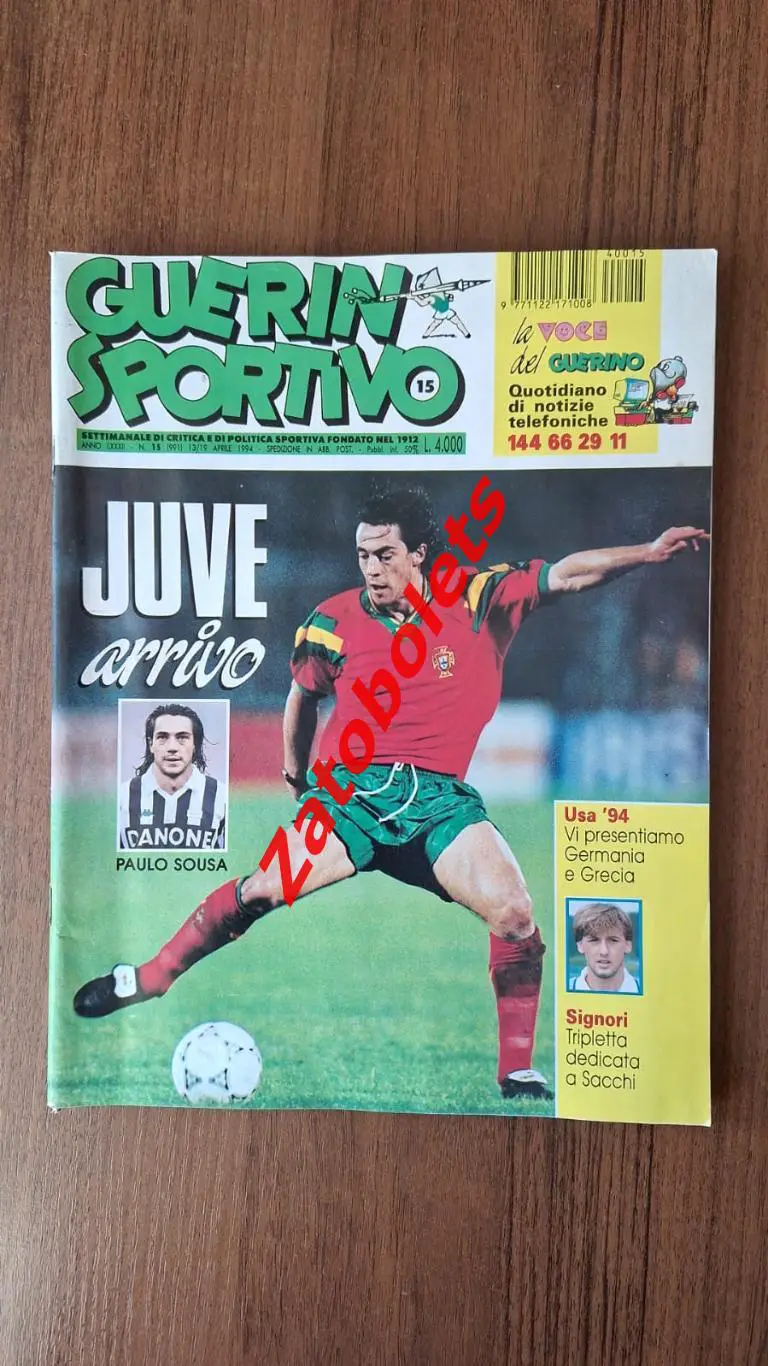 GUERIN
SPORTIVO
15
SETTIMANALE DI CRITICA E DI POLITICA SPORTIVA FONDATO NEL 1912
ANNO LXXXII - N. 15 (991) 13/19 APRILE 1994 - SPEDIZIONE IN ABB. POST. - Pubbl. inf. 50%
L. 4.000
40015
9 771122 171008
la VOCE
del GUERINO
Quotidiano
di notizie
telefoniche
144 66 29 11
JUVE
arrivo
DANONE
PAULO SOUSA
Zatobolets
Usa '94
Vi presentiamo
Germania
e Grecia
Signori
Tripletta
dedicata
a Sacchi